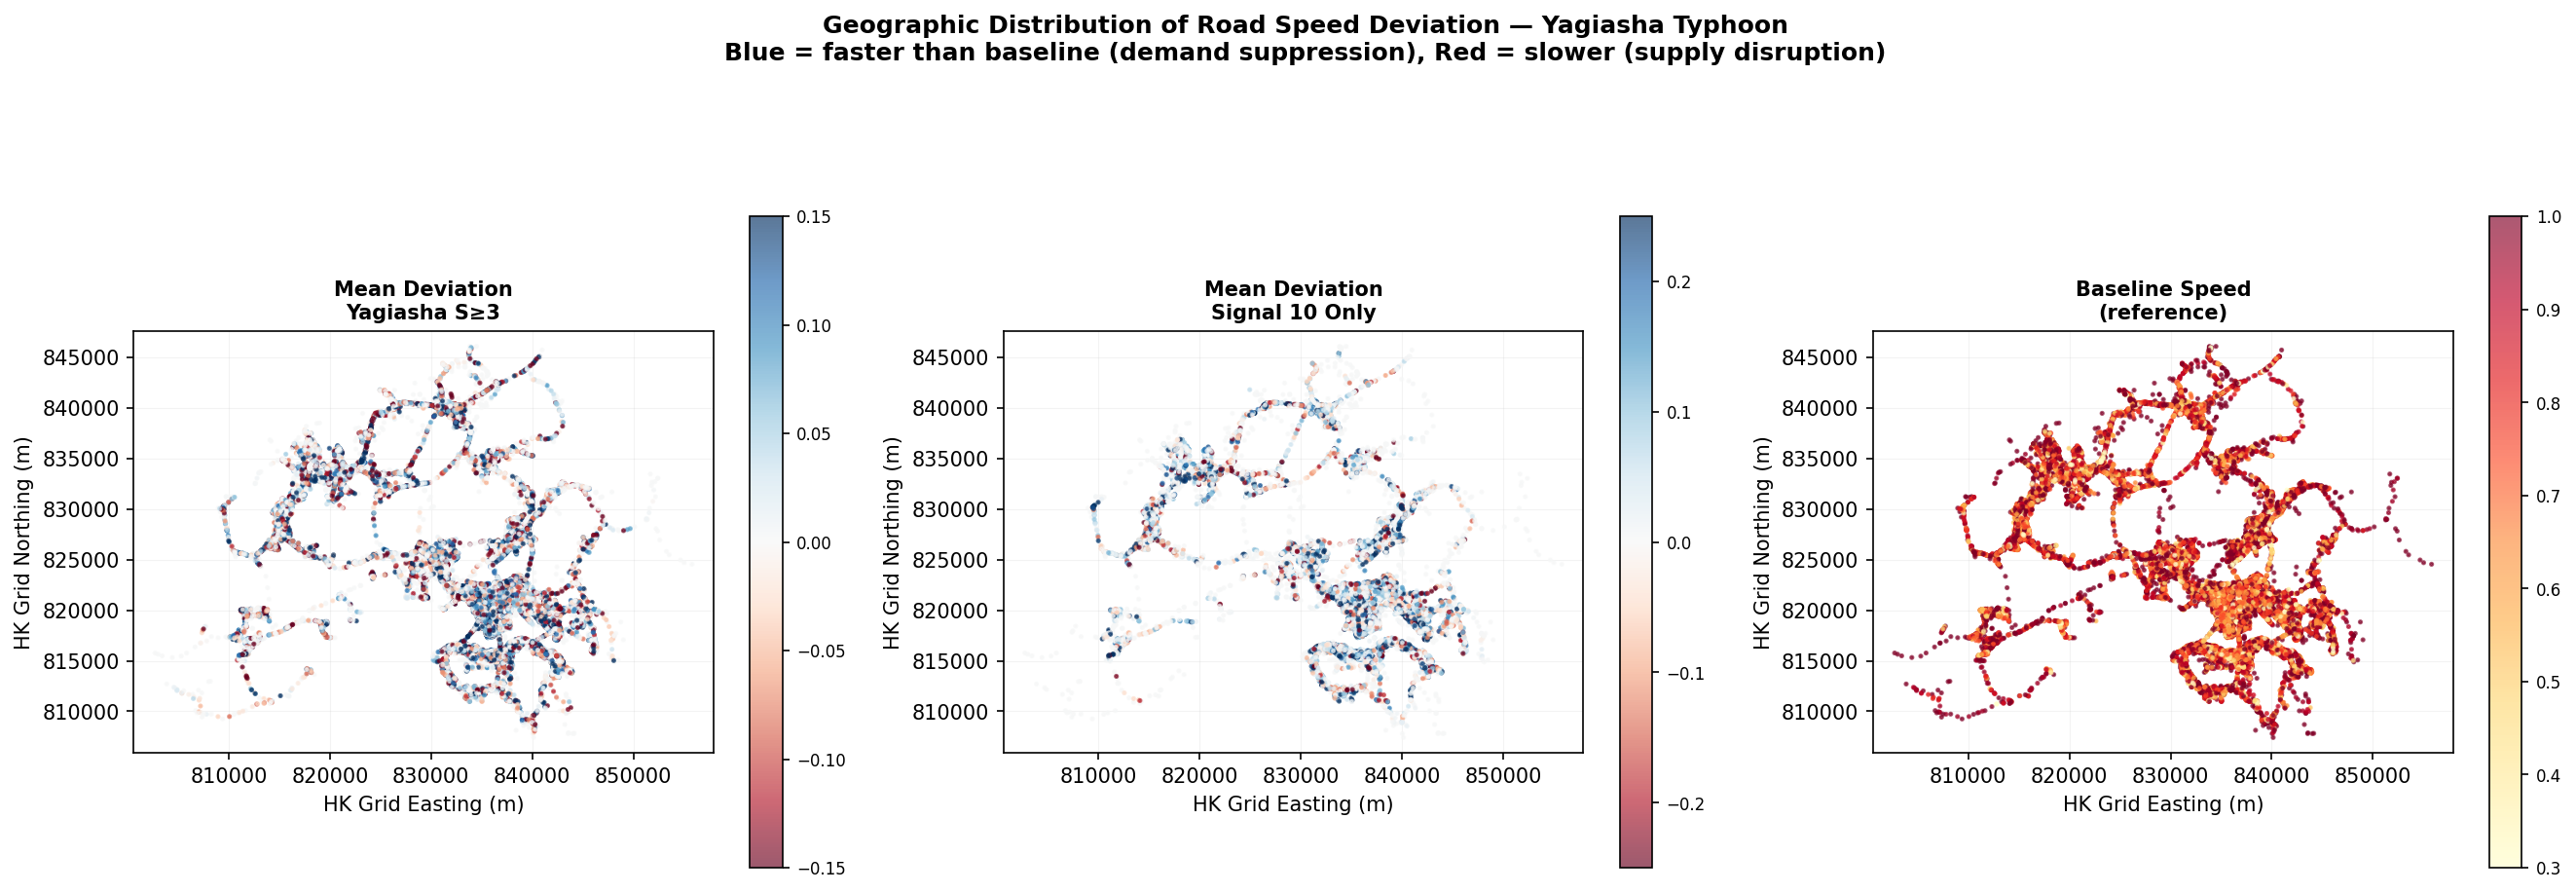 Geographic Distribution of Road Speed Deviation — Yagiasha Typhoon
Blue = faster than baseline (demand suppression), Red = slower (supply disruption)
Mean Deviation
Yagiasha S≥3
845000
840000
835000
830000
825000
820000
815000
810000
HK Grid Northing (m)
810000 820000 830000 840000 850000
HK Grid Easting (m)
0.15
0.10
0.05
0.00
−0.05
−0.10
−0.15
Mean Deviation
Signal 10 Only
845000
840000
835000
830000
825000
820000
815000
810000
HK Grid Northing (m)
810000 820000 830000 840000 850000
HK Grid Easting (m)
0.2
0.1
0.0
−0.1
−0.2
Baseline Speed
(reference)
845000
840000
835000
830000
825000
820000
815000
810000
HK Grid Northing (m)
810000 820000 830000 840000 850000
HK Grid Easting (m)
1.0
0.9
0.8
0.7
0.6
0.5
0.4
0.3